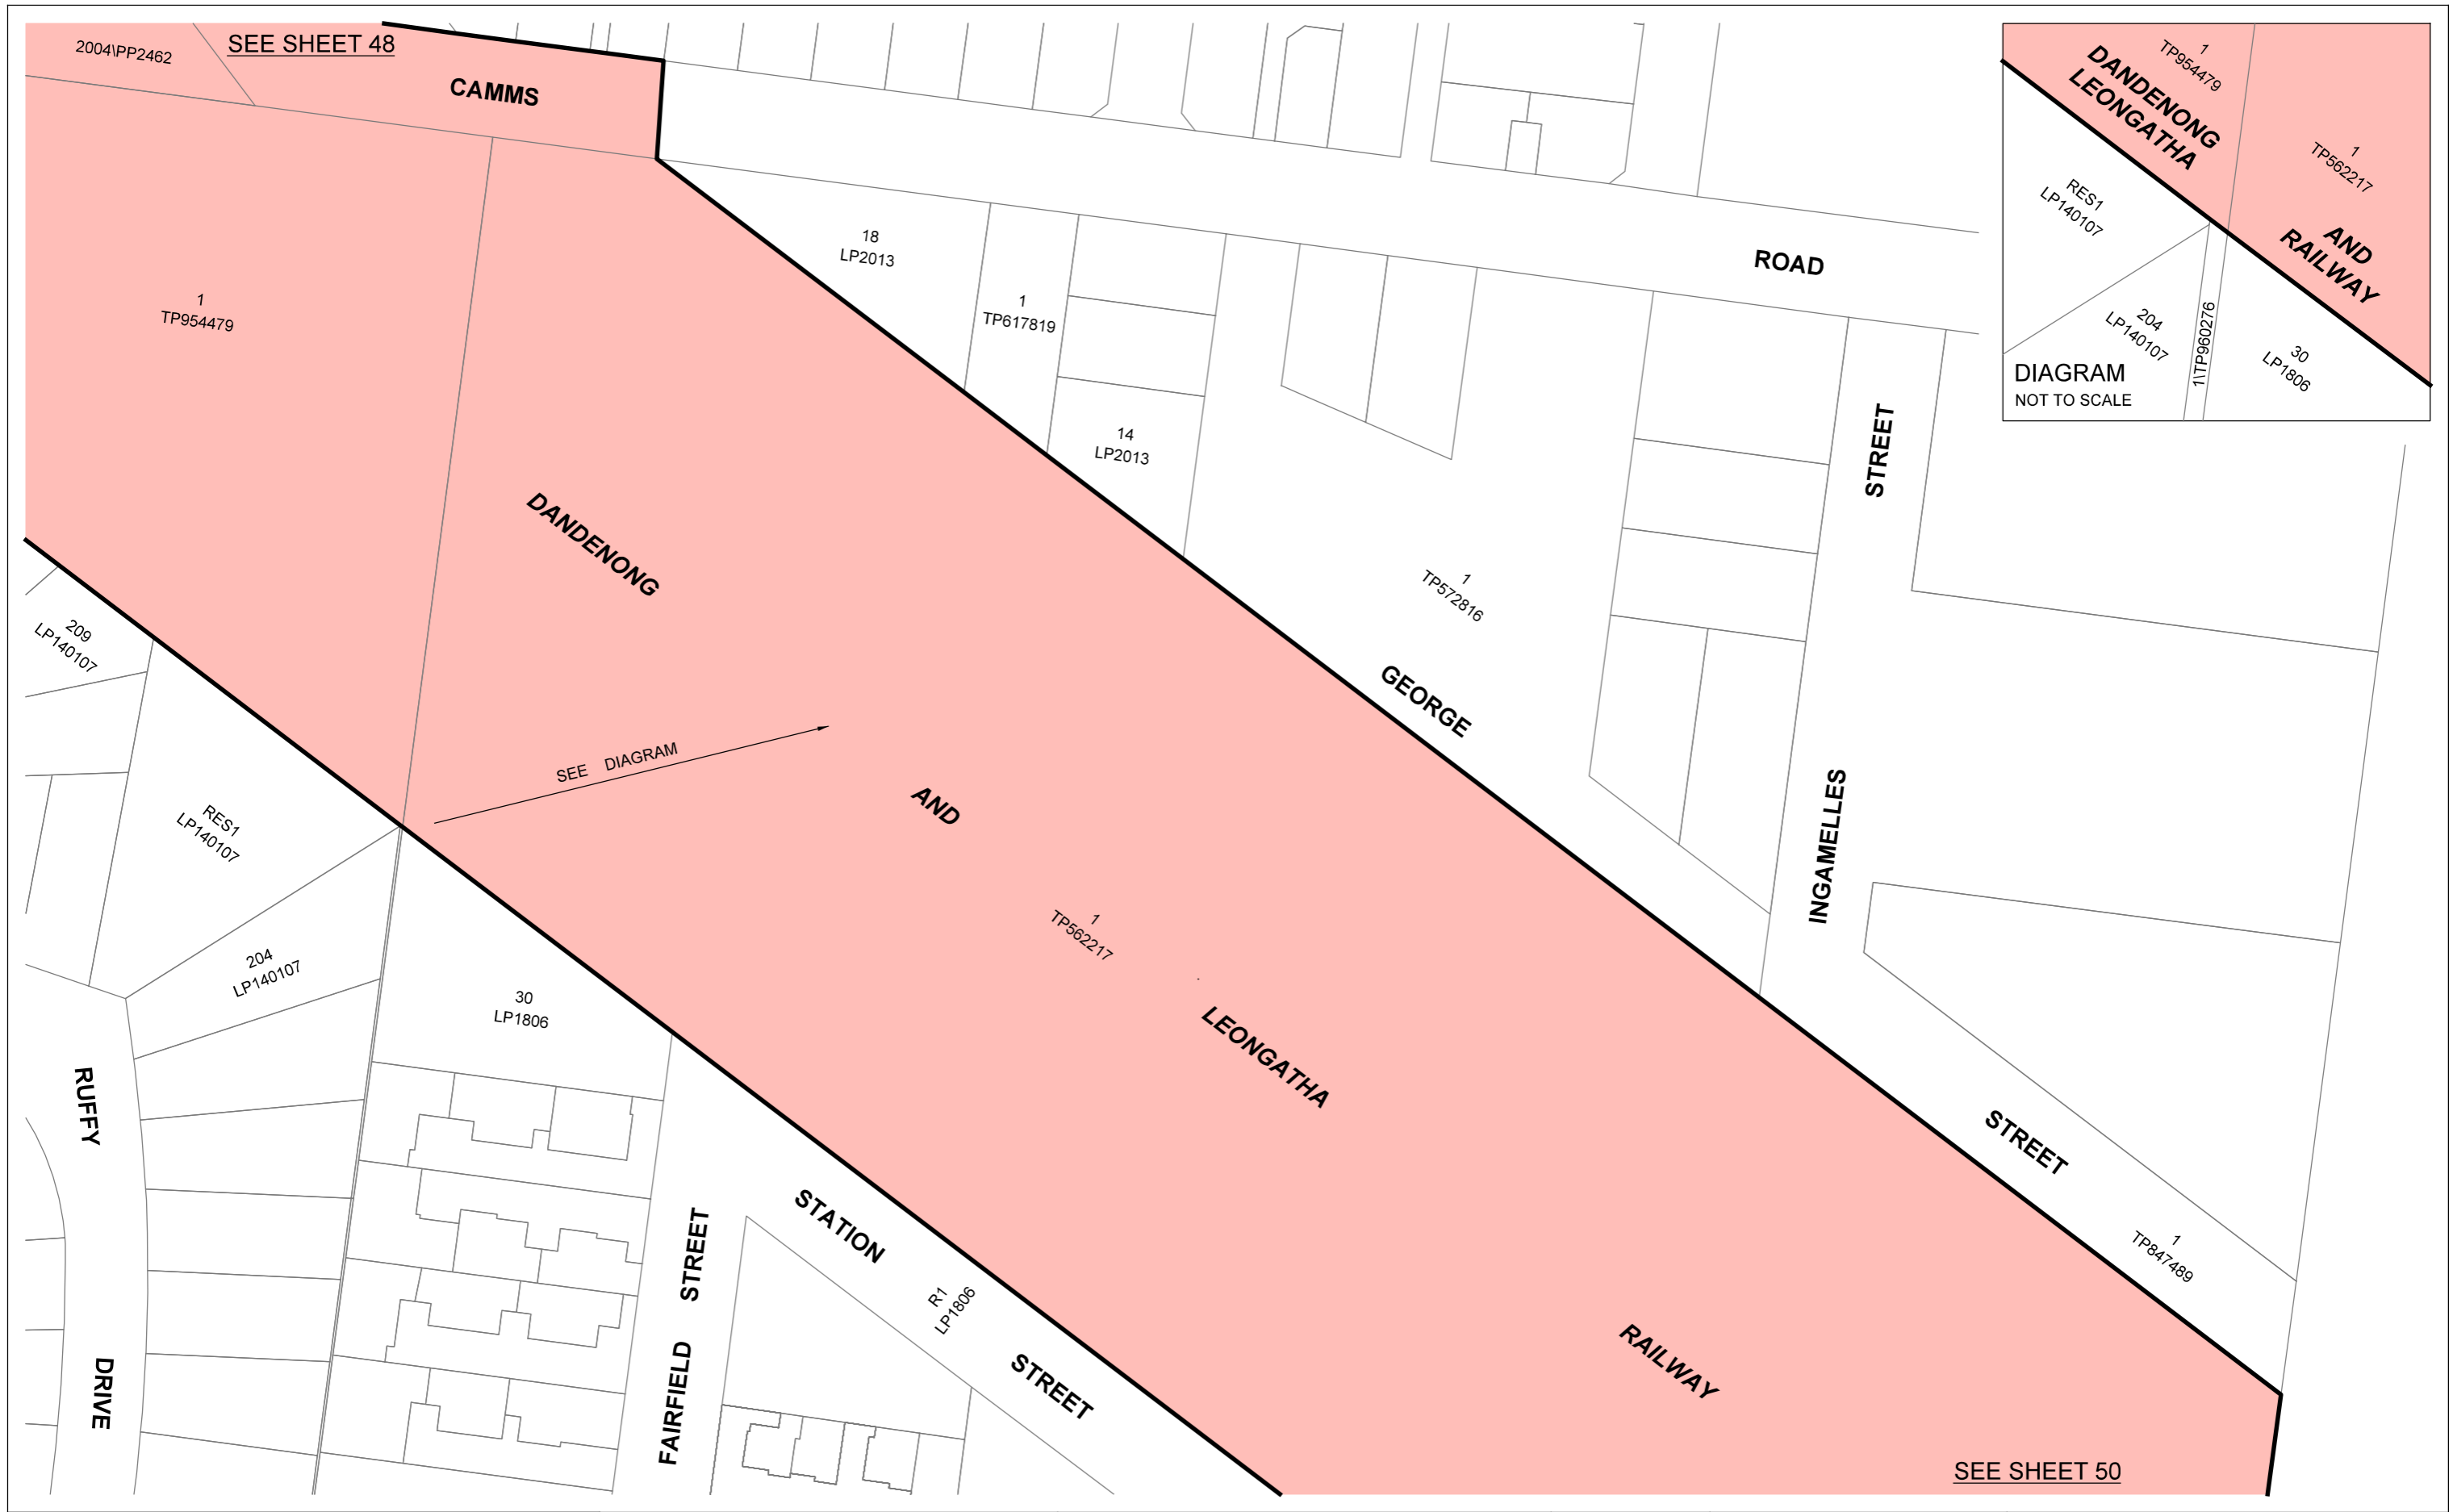 2004\PP2462
SEE SHEET 48
CAMMS
ROAD
1
TP954479
18
LP2013
1
TP617819
14
LP2013
STREET
INGAMELLES
DANDENONG
1
TP572816
GEORGE
209
LP140107
SEE DIAGRAM
AND
RES1
LP140107
1
TP562217
204
LP140107
30
LP1806
LEONGATHA
RUFFY
DRIVE
STREET
FAIRFIELD
STATION
STREET
R1
LP1806
STREET
1
TP847489
RAILWAY
SEE SHEET 50
1
TP954479
DANDENONG
LEONGATHA
1
TP562217
RES1
LP140107
AND
RAILWAY
204
LP140107
1\TP960276
30
LP1806
DIAGRAM
NOT TO SCALE